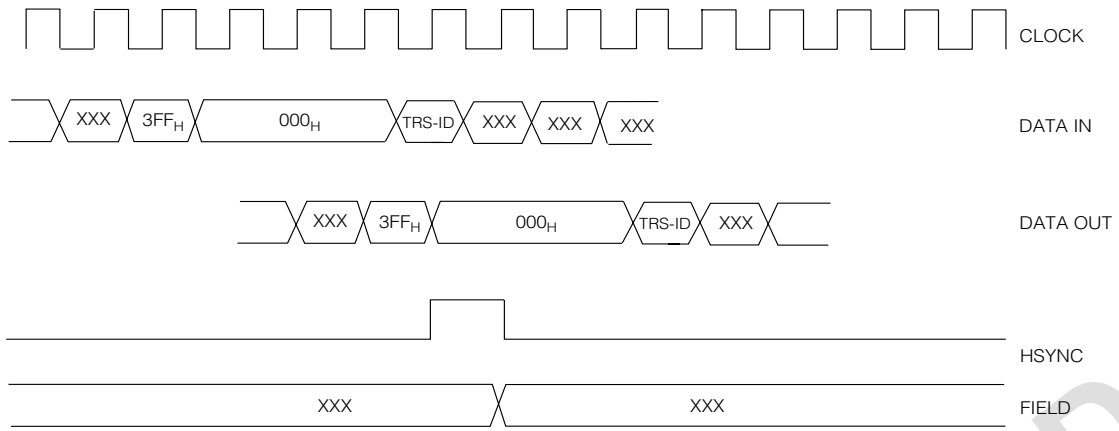 CLOCK
XXX 3FFH 000H TRS-ID XXX XXX XXX DATA IN
XXX 3FFH 000H TRS-ID XXX DATA OUT
HSYNC
XXX XXX FIELD